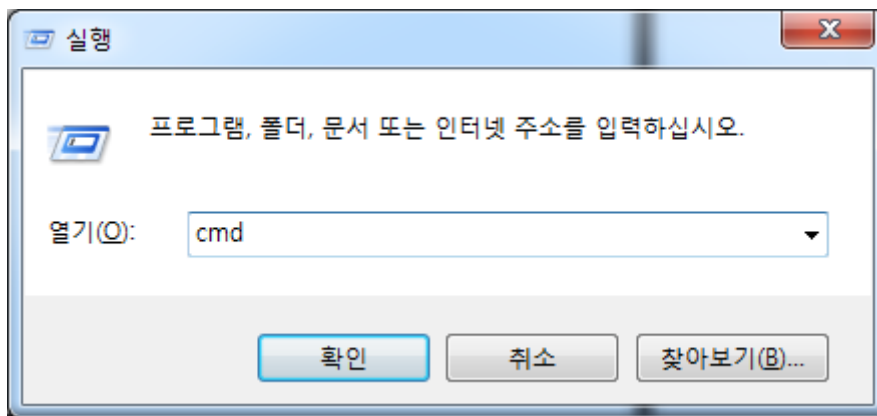 실행
프로그램, 폴더, 문서 또는 인터넷 주소를 입력하십시오.
열기(O): cmd
확인 취소 찾아보기(B)...